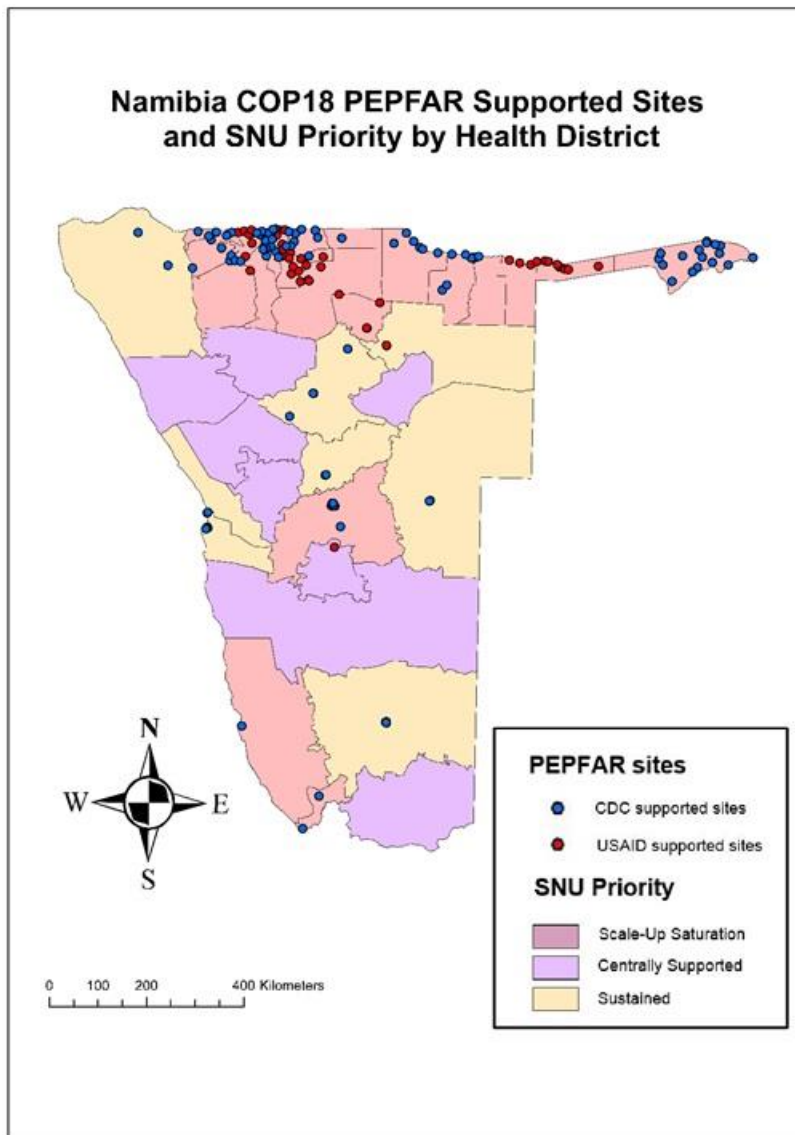 Namibia COP18 PEPFAR Supported Sites
and SNU Priority by Health District
N
W
E
S
0 100 200 400 Kilometers
PEPFAR sites
CDC supported sites
USAID supported sites
SNU Priority
Scale-Up Saturation
Centrally Supported
Sustained